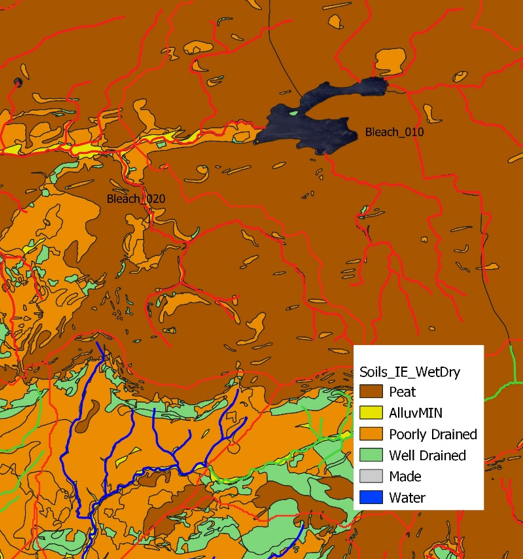 Bleach_010
Bleach_020
Soils_IE_WetDry
Peat
AlluvMIN
Poorly Drained
Well Drained
Made
Water